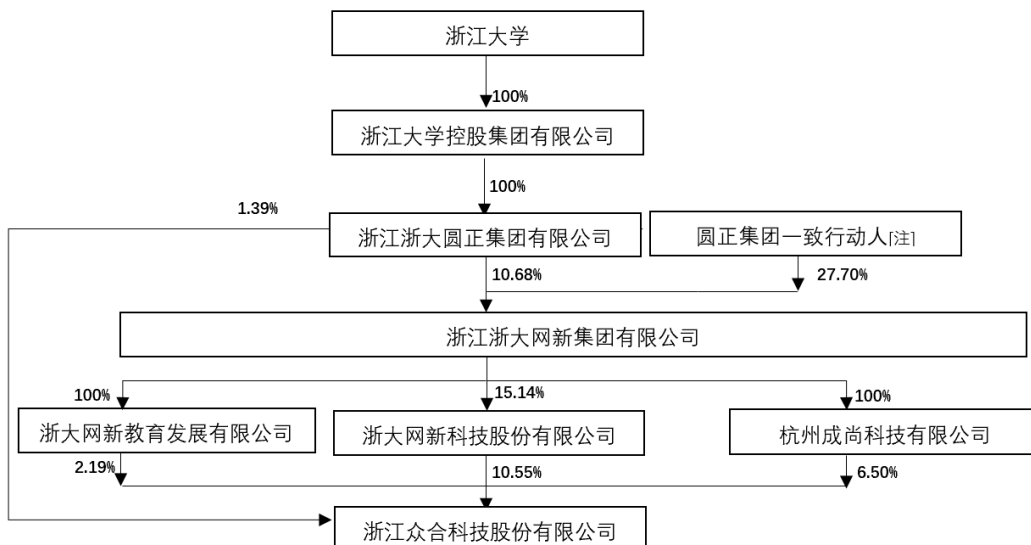 浙江大学
100%
浙江大学控股集团有限公司
100%
1.39%
浙江浙大圆正集团有限公司
圆正集团一致行动人[注]
10.68%
27.70%
浙江浙大网新集团有限公司
100%
15.14%
100%
浙大网新教育发展有限公司
浙大网新科技股份有限公司
杭州成尚科技有限公司
2.19%
10.55%
6.50%
浙江众合科技股份有限公司